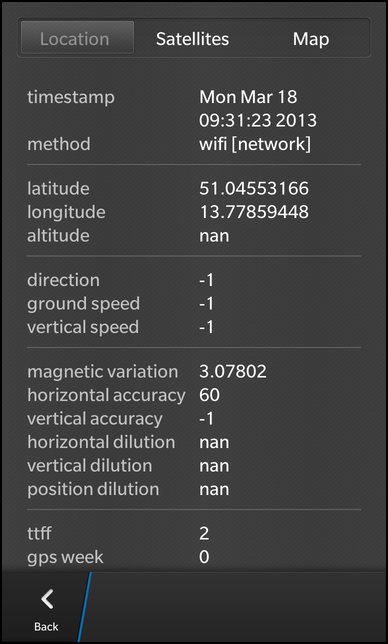 Location Satellites Map
timestamp Mon Mar 18
09:31:23 2013
method wifi [network]
latitude 51.04553166
longitude 13.77859448
altitude nan
direction -1
ground speed -1
vertical speed -1
magnetic variation 3.07802
horizontal accuracy 60
vertical accuracy -1
horizontal dilution nan
vertical dilution nan
position dilution nan
ttff 2
gps week 0
Back